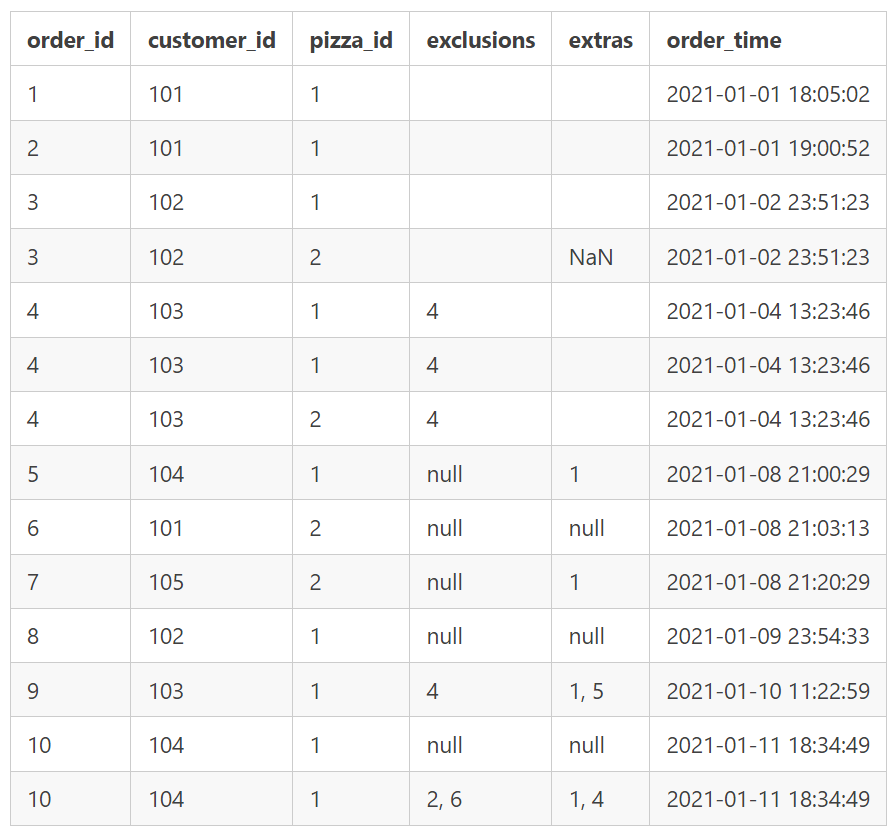 order_id customer_id pizza_id exclusions extras order_time
1 101 1 2021-01-01 18:05:02
2 101 1 2021-01-01 19:00:52
3 102 1 2021-01-02 23:51:23
3 102 2 NaN 2021-01-02 23:51:23
4 103 1 4 2021-01-04 13:23:46
4 103 1 4 2021-01-04 13:23:46
4 103 2 4 2021-01-04 13:23:46
5 104 1 null 1 2021-01-08 21:00:29
6 101 2 null null 2021-01-08 21:03:13
7 105 2 null 1 2021-01-08 21:20:29
8 102 1 null null 2021-01-09 23:54:33
9 103 1 4 1, 5 2021-01-10 11:22:59
10 104 1 null null 2021-01-11 18:34:49
10 104 1 2, 6 1, 4 2021-01-11 18:34:49